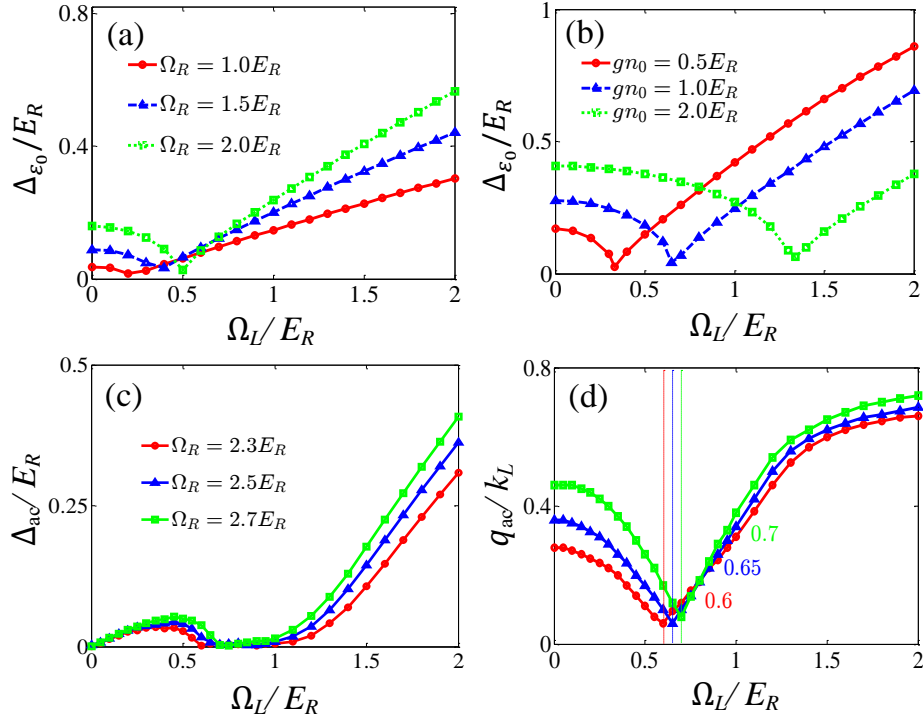 (a)
Ω_R = 1.0E_R
Ω_R = 1.5E_R
Ω_R = 2.0E_R
Δ_ε₀/E_R
0.8
0.4
0
0 0.5 1 1.5 2
Ω_L/E_R
(b)
gn₀ = 0.5E_R
gn₀ = 1.0E_R
gn₀ = 2.0E_R
Δ_ε₀/E_R
1
0.5
0
0 0.5 1 1.5 2
Ω_L/E_R
(c)
Ω_R = 2.3E_R
Ω_R = 2.5E_R
Ω_R = 2.7E_R
Δ_ac/E_R
0.5
0.25
0
0 0.5 1 1.5 2
Ω_L/E_R
(d)
q_ac/k_L
0.8
0.4
0
0.7
0.65
0.6
0 0.5 1 1.5 2
Ω_L/E_R